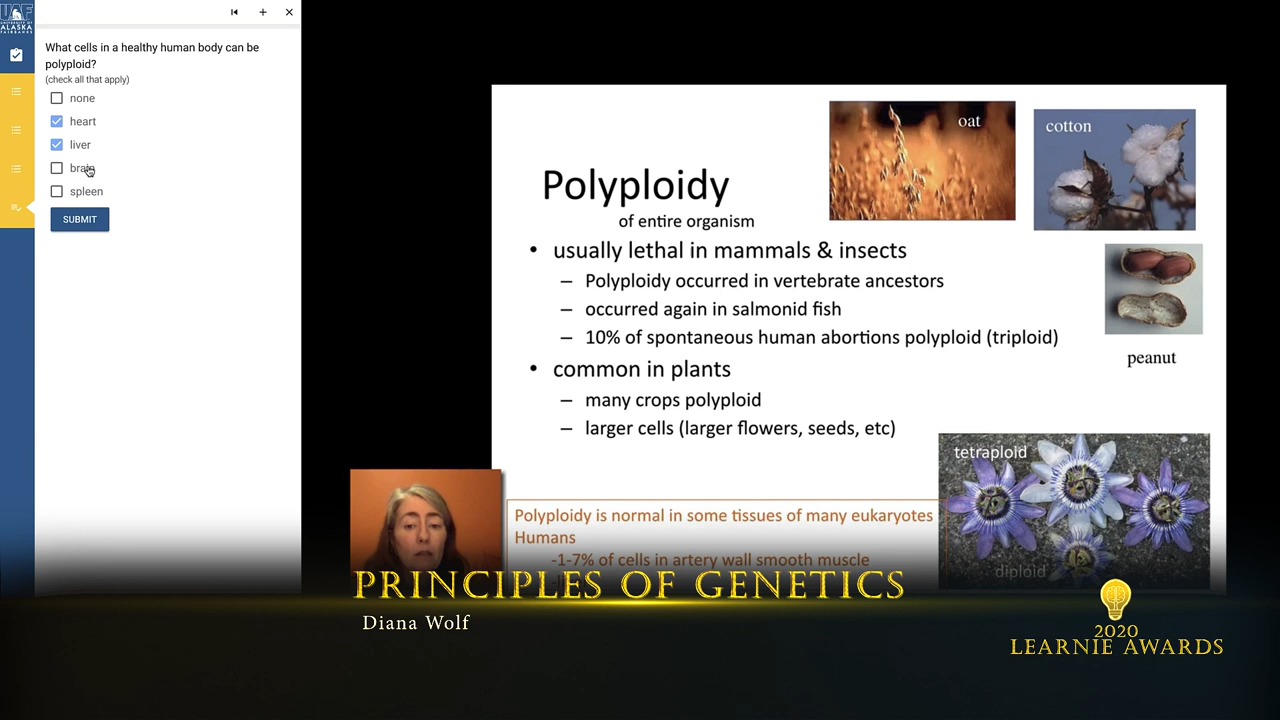 UAF
UNIVERSITY OF
ALASKA
FAIRBANKS
What cells in a healthy human body can be
polyploid?
(check all that apply)
none
heart
liver
brain
spleen
SUBMIT
oat
cotton
Polyploidy
of entire organism
• usually lethal in mammals & insects
– Polyploidy occurred in vertebrate ancestors
– occurred again in salmonid fish
– 10% of spontaneous human abortions polyploid (triploid)
peanut
• common in plants
– many crops polyploid
– larger cells (larger flowers, seeds, etc)
tetraploid
diploid
Polyploidy is normal in some tissues of many eukaryotes
Humans
-1-7% of cells in artery wall smooth muscle
PRINCIPLES OF GENETICS
Diana Wolf
2020
LEARNIE AWARDS